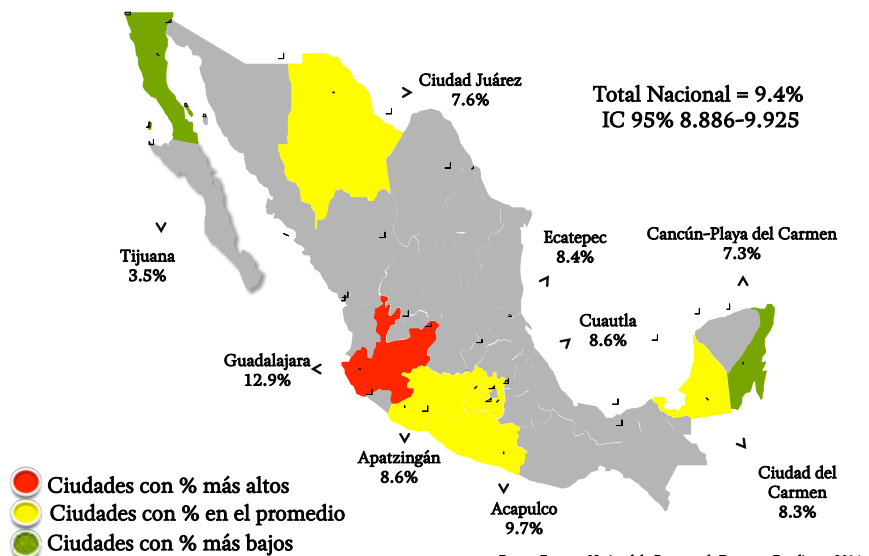 Ciudad Juárez
7.6%
Total Nacional = 9.4%
IC 95% 8.886-9.925
Tijuana
3.5%
Ecatepec
8.4%
Cancún-Playa del Carmen
7.3%
Cuautla
8.6%
Guadalajara
12.9%
Apatzingán
8.6%
Acapulco
9.7%
Ciudad del
Carmen
8.3%
Ciudades con % más altos
Ciudades con % en el promedio
Ciudades con % más bajos